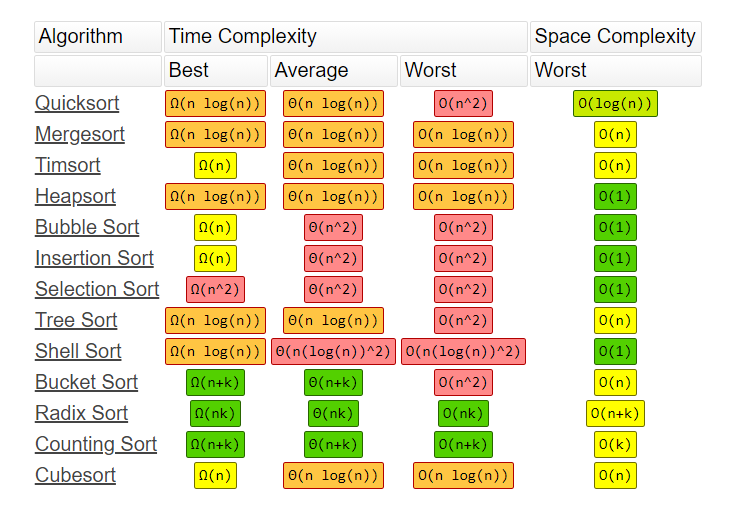 Algorithm Time Complexity Space Complexity
Best Average Worst Worst
Quicksort Ω(n log(n)) Θ(n log(n)) O(n^2) O(log(n))
Mergesort Ω(n log(n)) Θ(n log(n)) O(n log(n)) O(n)
Timsort Ω(n) Θ(n log(n)) O(n log(n)) O(n)
Heapsort Ω(n log(n)) Θ(n log(n)) O(n log(n)) O(1)
Bubble Sort Ω(n) Θ(n^2) O(n^2) O(1)
Insertion Sort Ω(n) Θ(n^2) O(n^2) O(1)
Selection Sort Ω(n^2) Θ(n^2) O(n^2) O(1)
Tree Sort Ω(n log(n)) Θ(n log(n)) O(n^2) O(n)
Shell Sort Ω(n log(n)) Θ(n(log(n))^2) O(n(log(n))^2) O(1)
Bucket Sort Ω(n+k) Θ(n+k) O(n^2) O(n)
Radix Sort Ω(nk) Θ(nk) O(nk) O(n+k)
Counting Sort Ω(n+k) Θ(n+k) O(n+k) O(k)
Cubesort Ω(n) Θ(n log(n)) O(n log(n)) O(n)